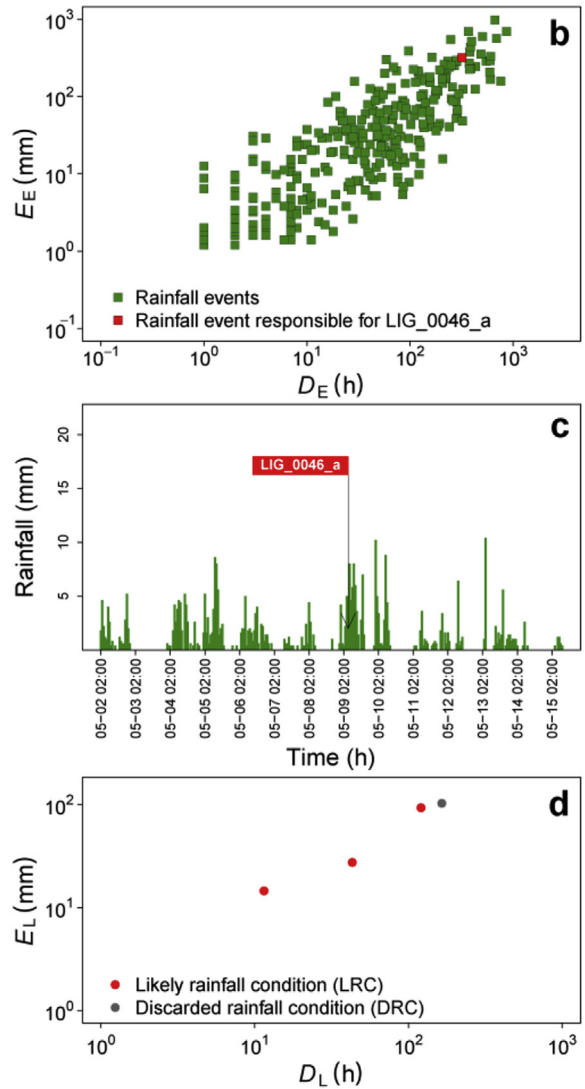 b
10³
10²
10¹
10⁰
10⁻¹
E_E (mm)
Rainfall events
Rainfall event responsible for LIG_0046_a
10⁻¹ 10⁰ 10¹ 10² 10³
D_E (h)
c
20
15
10
5
Rainfall (mm)
LIG_0046_a
05-02 02:00
05-03 02:00
05-04 02:00
05-05 02:00
05-06 02:00
05-07 02:00
05-08 02:00
05-09 02:00
05-10 02:00
05-11 02:00
05-12 02:00
05-13 02:00
05-14 02:00
05-15 02:00
Time (h)
d
10²
10¹
10⁰
E_L (mm)
Likely rainfall condition (LRC)
Discarded rainfall condition (DRC)
10⁰ 10¹ 10² 10³
D_L (h)